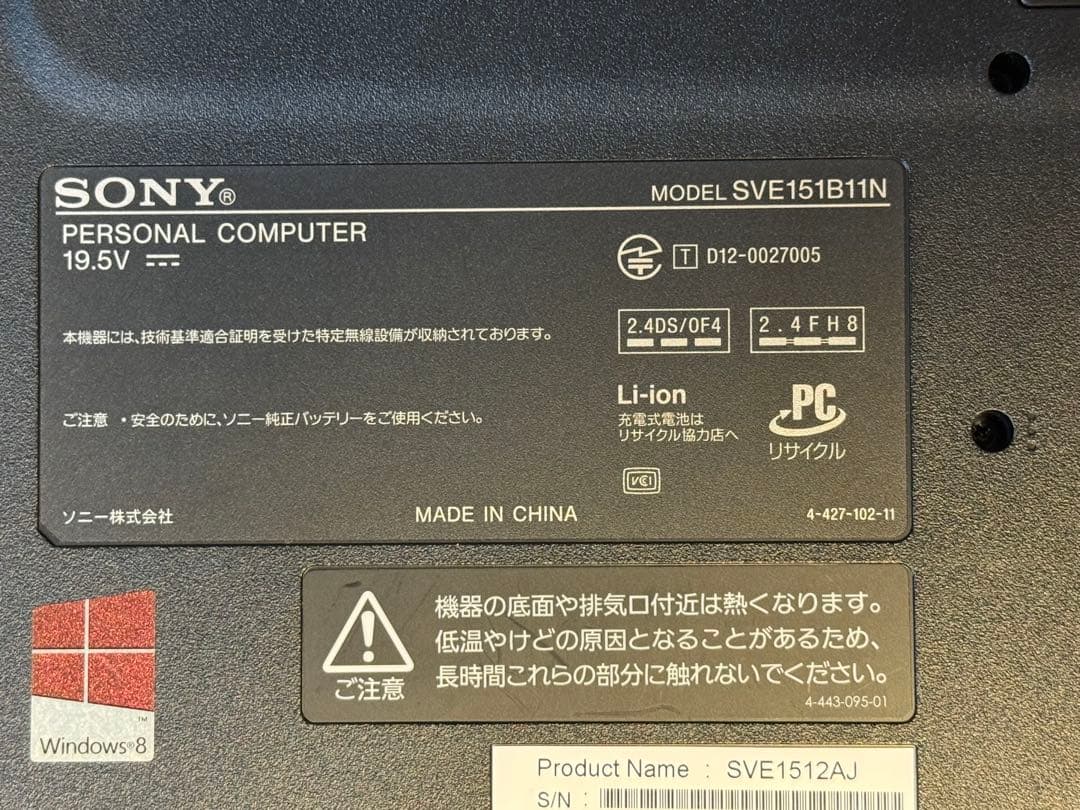 SONY®
MODEL SVE151B11N
PERSONAL COMPUTER
19.5V
T D12-0027005
本機器には、技術基準適合証明を受けた特定無線設備が収納されております。
2.4DS/OF4
2.4FH8
ご注意 ・安全のために、ソニー純正バッテリーをご使用ください。
Li-ion
充電式電池は
リサイクル協力店へ
PC
リサイクル
VCI
ソニー株式会社
MADE IN CHINA
4-427-102-11
ご注意
機器の底面や排気口付近は熱くなります。
低温やけどの原因となることがあるため、
長時間これらの部分に触れないでください。
4-443-095-01
Windows®8
TM
Product Name : SVE1512AJ
S/N :